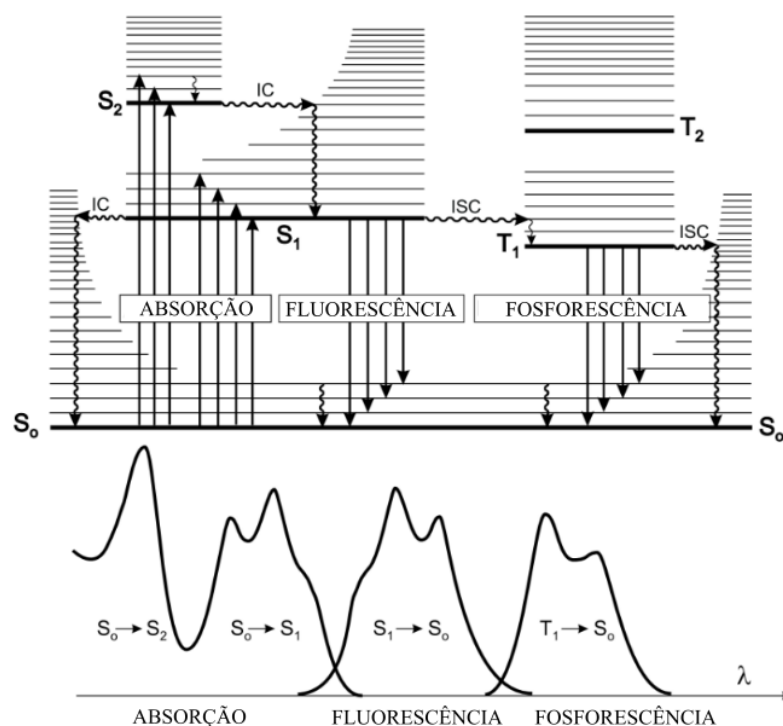 S₂
IC
T₂
IC
S₁
ISC
T₁
ISC
ABSORÇÃO
FLUORESCÊNCIA
FOSFORESCÊNCIA
Sₒ
Sₒ
Sₒ→S₂
Sₒ→S₁
S₁→Sₒ
T₁→Sₒ
λ
ABSORÇÃO
FLUORESCÊNCIA
FOSFORESCÊNCIA